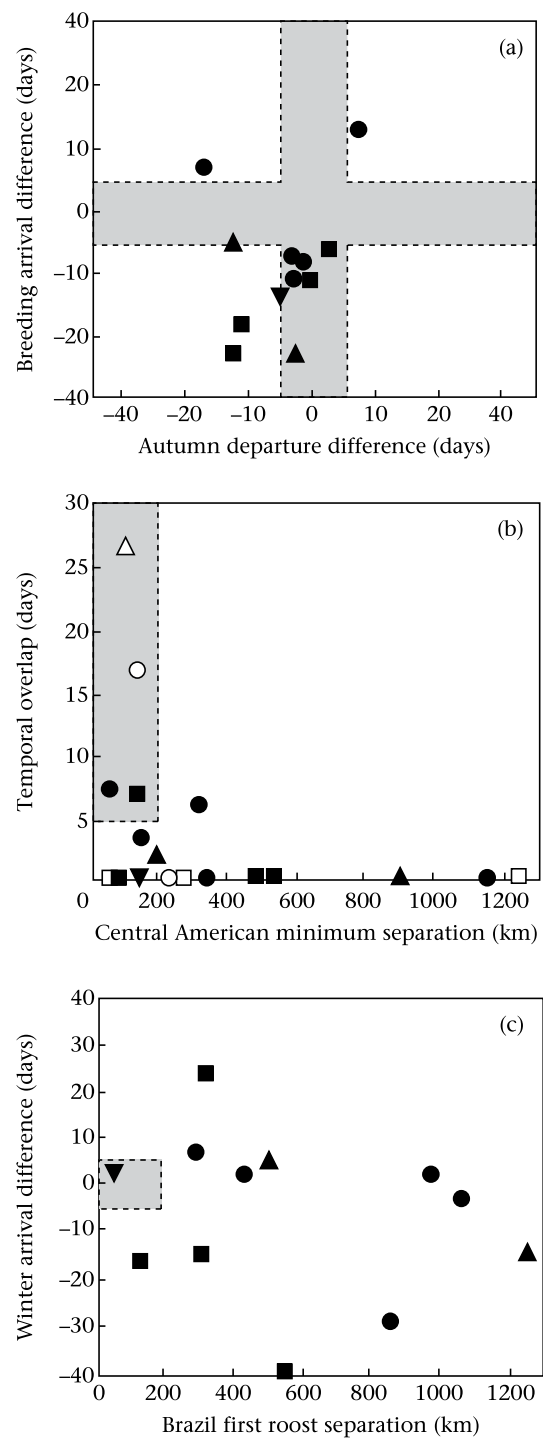 (a)
Breeding arrival difference (days)
40
20
10
0
–10
–20
–40
–40 –20 –10 0 10 20 40
Autumn departure difference (days)
(b)
Temporal overlap (days)
30
25
20
15
10
5
0 200 400 600 800 1000 1200
Central American minimum separation (km)
(c)
Winter arrival difference (days)
40
30
20
10
0
–10
–20
–30
–40
0 200 400 600 800 1000 1200
Brazil first roost separation (km)